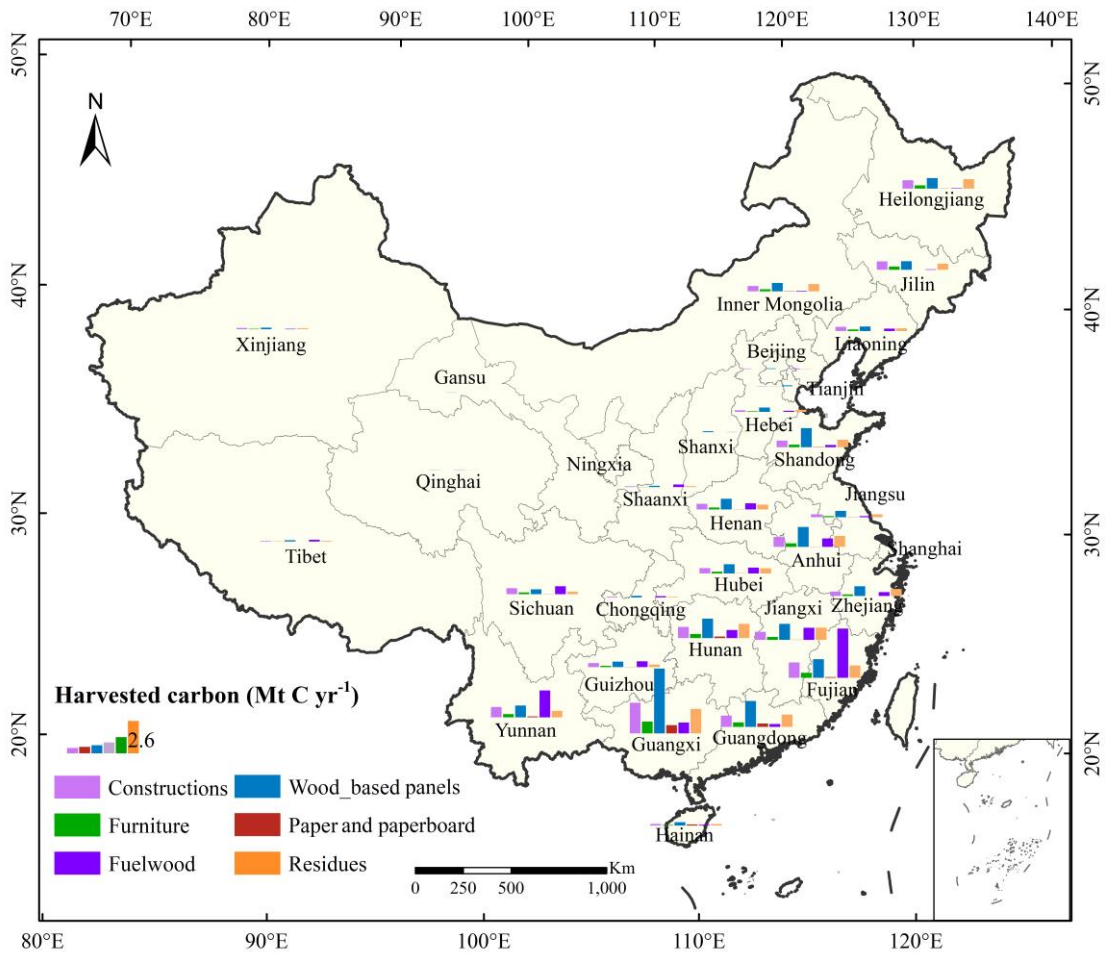 70°E 80°E 90°E 100°E 110°E 120°E 130°E 140°E
50°N
50°N
N
Heilongjiang
Jilin
40°N
Inner Mongolia
40°N
Xinjiang
Liaoning
Beijing
Gansu
Tianjin
Hebei
Shanxi
Shandong
Ningxia
Qinghai
Shaanxi
Jiangsu
30°N
Henan
30°N
Tibet
Anhui
Shanghai
Hubei
Sichuan
Chongqing
Jiangxi
Zhejiang
Hunan
Guizhou
Fujian
Harvested carbon (Mt C yr-1)
Yunnan
Guangxi
Guangdong
20°N
2.6
20°N
Constructions
Wood_based panels
Furniture
Paper and paperboard
Hainan
Fuelwood
Residues
Km
0 250 500 1,000
80°E 90°E 100°E 110°E 120°E